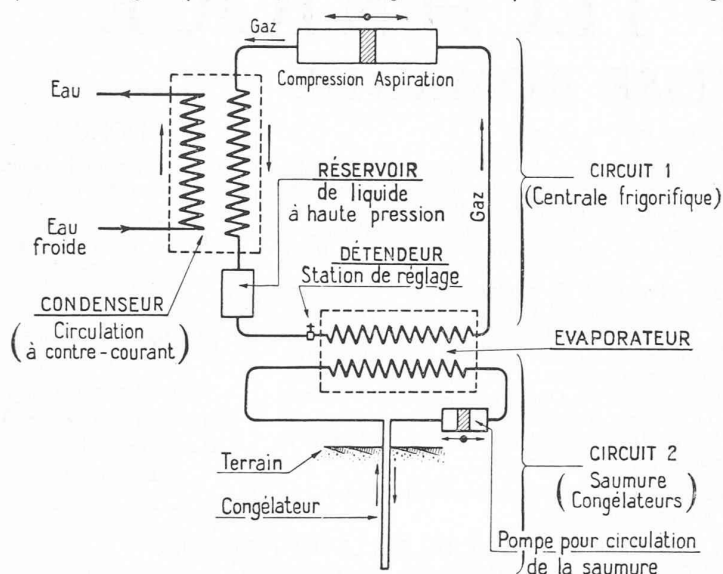 Gaz
Compression Aspiration
Eau
RÉSERVOIR
de liquide
à haute pression
Gaz
CIRCUIT 1
(Centrale frigorifique)
Eau
froide
DÉTENDEUR
Station de réglage
CONDENSEUR
(Circulation
à contre-courant)
EVAPORATEUR
Terrain
Congélateur
CIRCUIT 2
(Saumure
Congélateurs)
Pompe pour circulation
de la saumure